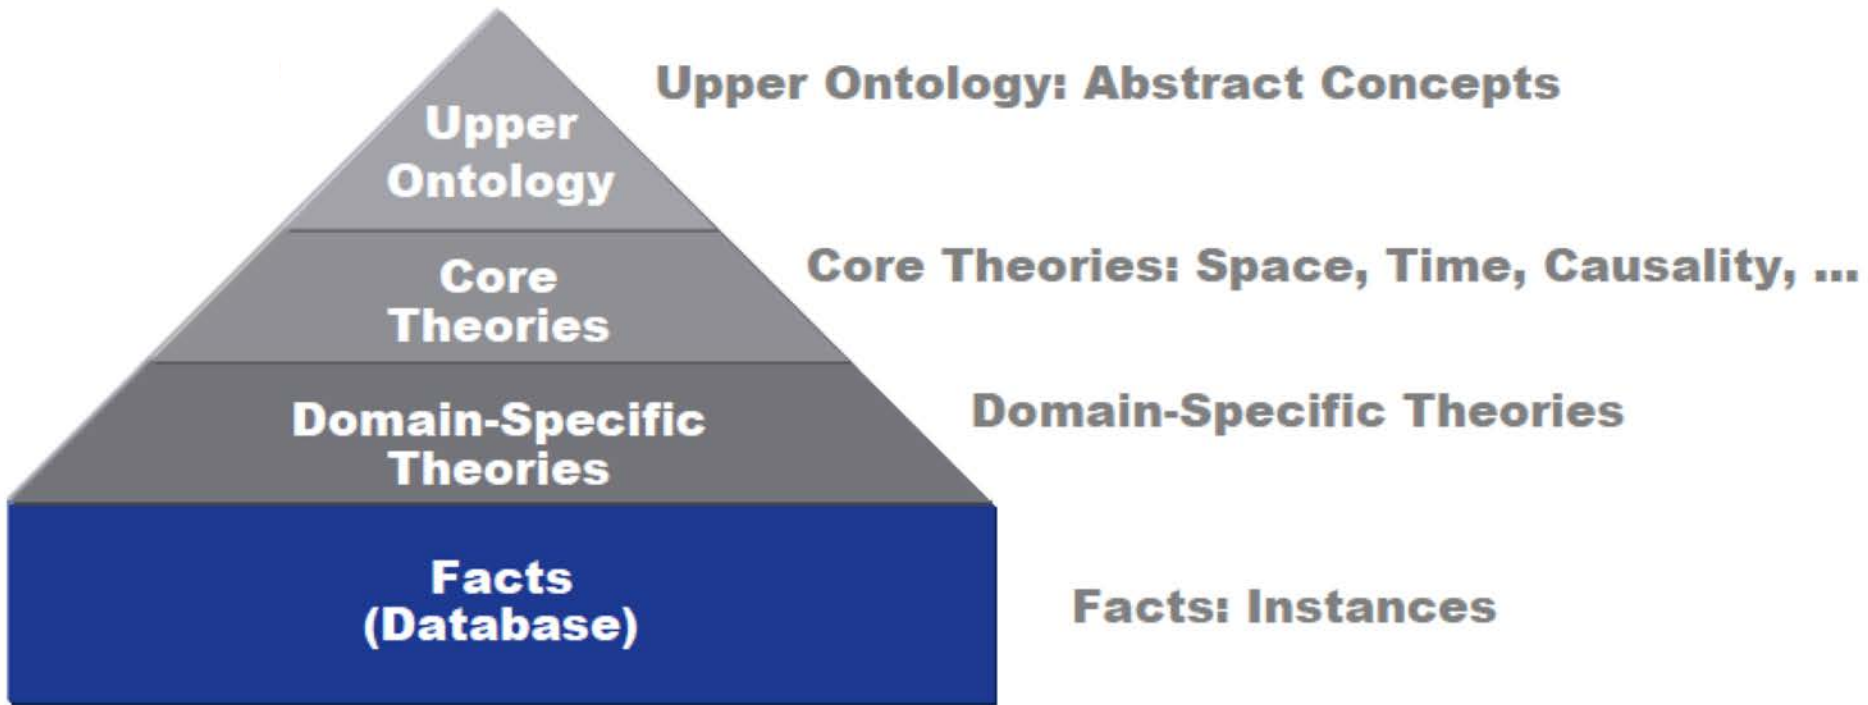 Upper
Ontology
Upper Ontology: Abstract Concepts
Core
Theories
Core Theories: Space, Time, Causality, ...
Domain-Specific
Theories
Domain-Specific Theories
Facts
(Database)
Facts: Instances